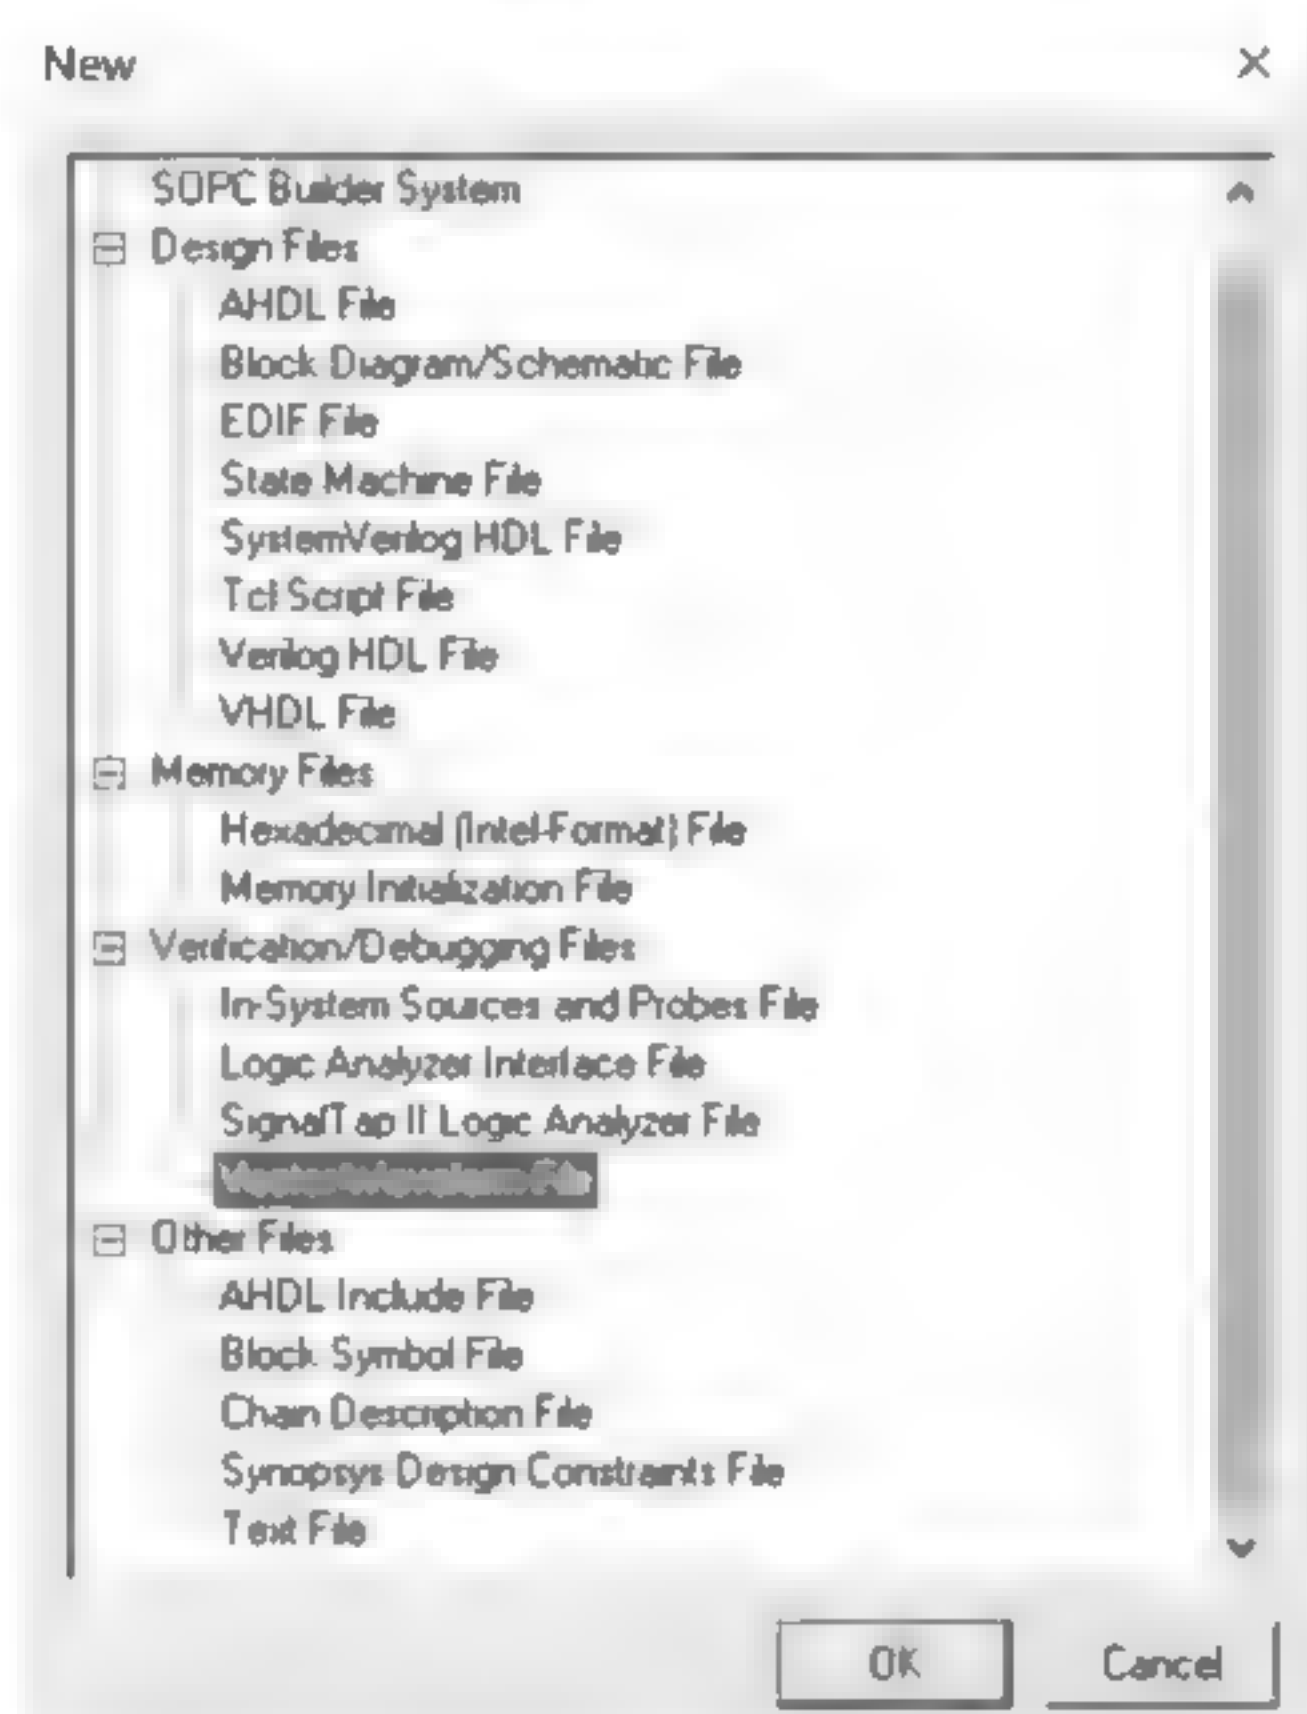 New
SOPC Builder System
Design Files
AHDL File
Block Diagram/Schematic File
EDIF File
State Machine File
SystemVerilog HDL File
Tcl Script File
Verilog HDL File
VHDL File
Memory Files
Hexadecimal (Intel-Format) File
Memory Initialization File
Verification/Debugging Files
In-System Sources and Probes File
Logic Analyzer Interface File
SignalTap II Logic Analyzer File
Vector Waveform File
Other Files
AHDL Include File
Block Symbol File
Chain Description File
Synopsys Design Constraints File
Text File
OK Cancel